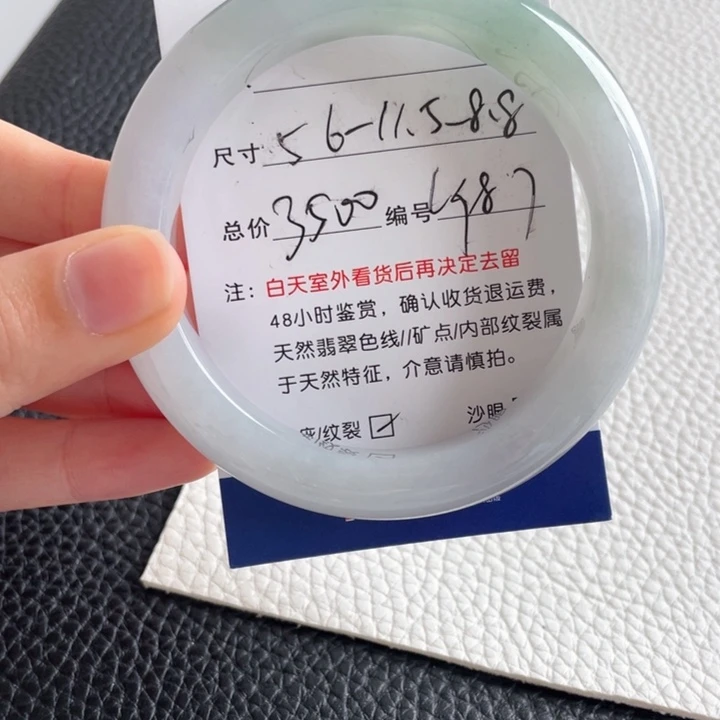 尺寸 56-11.5-8.8
总价 3500 编号 Lg87
注：白天室外看货后再决定去留
48小时鉴赏，确认收货退运费，
天然翡翠色线//矿点/内部纹裂属
于天然特征，介意请慎拍。
纹裂 ☑ 沙眼